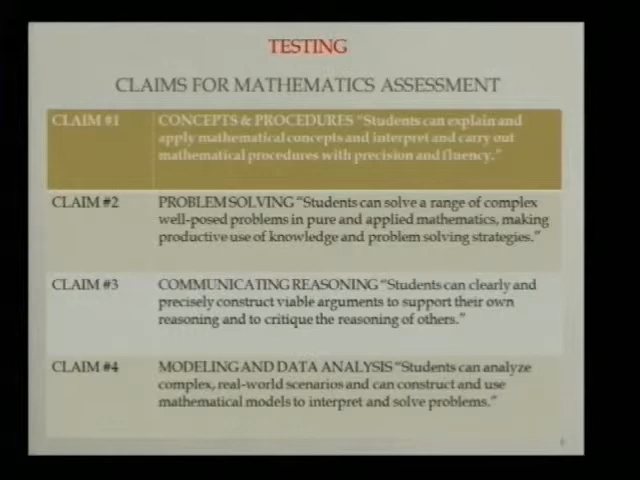 TESTING
CLAIMS FOR MATHEMATICS ASSESSMENT
CLAIM #1
CONCEPTS & PROCEDURES “Students can explain and
apply mathematical concepts and interpret and carry out
mathematical procedures with precision and fluency.”
CLAIM #2
PROBLEM SOLVING “Students can solve a range of complex
well-posed problems in pure and applied mathematics, making
productive use of knowledge and problem solving strategies.”
CLAIM #3
COMMUNICATING REASONING “Students can clearly and
precisely construct viable arguments to support their own
reasoning and to critique the reasoning of others.”
CLAIM #4
MODELING AND DATA ANALYSIS “Students can analyze
complex, real-world scenarios and can construct and use
mathematical models to interpret and solve problems.”